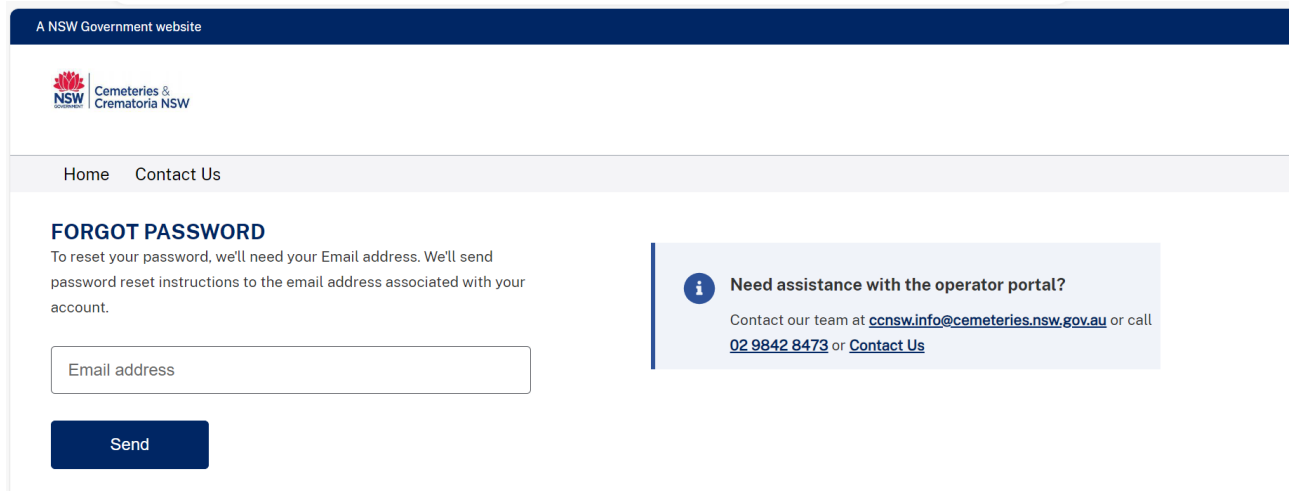 A NSW Government website
NSW
GOVERNMENT
Cemeteries &
Crematoria NSW
Home Contact Us
FORGOT PASSWORD
To reset your password, we'll need your Email address. We'll send
password reset instructions to the email address associated with your
account.
Email address
Send
Need assistance with the operator portal?
Contact our team at ccnsw.info@cemeteries.nsw.gov.au or call
02 9842 8473 or Contact Us